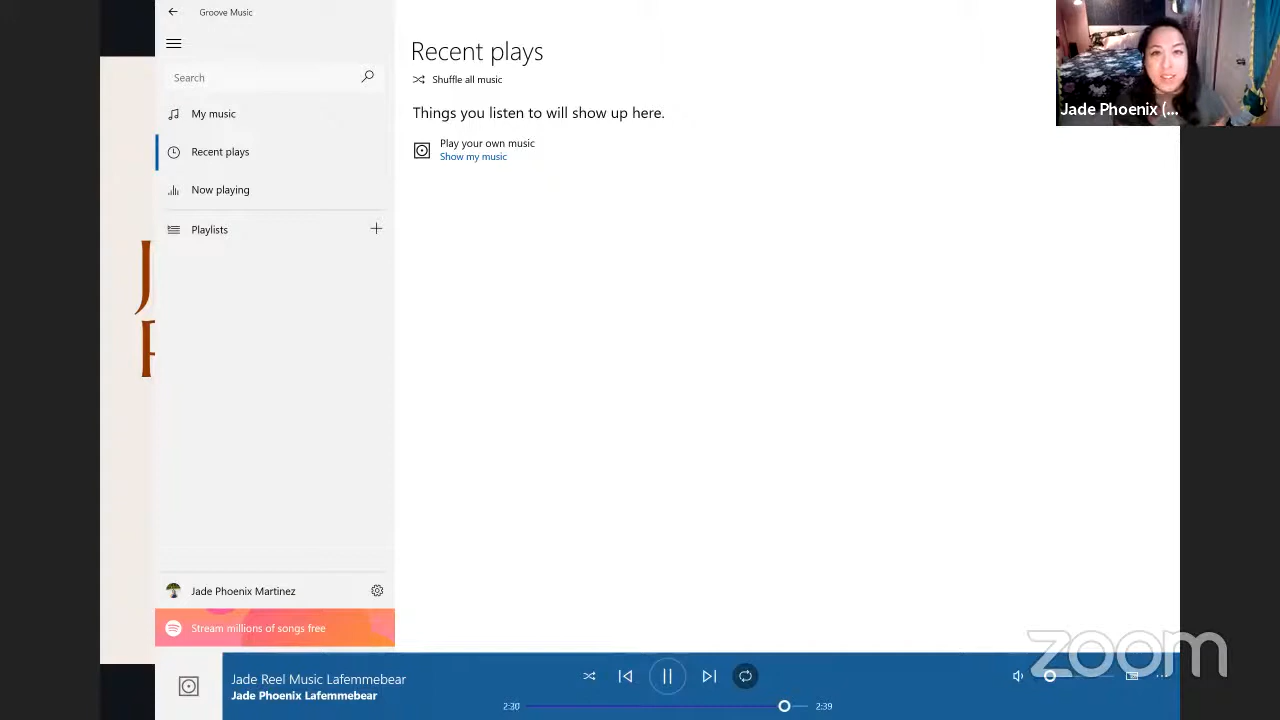 Groove Music
Search
My music
Recent plays
Now playing
Playlists
Jade Phoenix Martinez
Stream millions of songs free
Recent plays
Shuffle all music
Things you listen to will show up here.
Play your own music
Show my music
Jade Phoenix (...
zoom
Jade Reel Music Lafemmebear
Jade Phoenix Lafemmebear
2:30
2:39